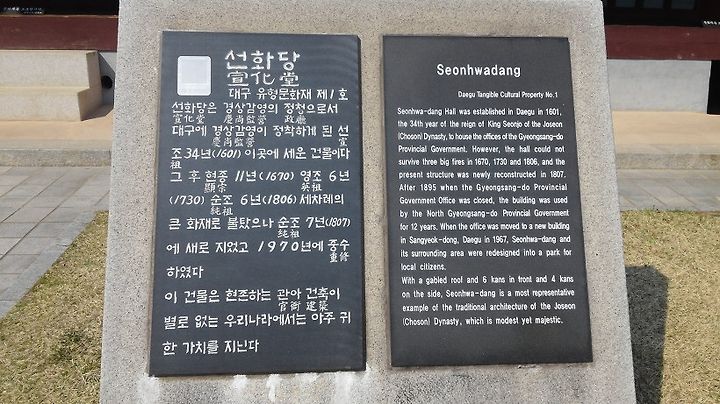 선화당
宣化堂
대구 유형문화재 제1호
선화당은 경상감영의 정청으로서
宣化堂 慶尚監營 政廳
대구에 경상감영이 정착하게 된 선
慶尚監營 宣
조34년(1601) 이곳에 세운 건물이다
祖
그 후 현종 11년(1670) 영조 6년
顯宗 英祖
(1730) 순조 6년(1806) 세차례의
純祖
큰 화재로 불탔으나 순조 7년(1807)
純祖
에 새로 지었고 1970년에 중수
重修
하였다
이 건물은 현존하는 관아 건축이
官衙 建築
별로 없는 우리나라에서는 아주 귀
한 가치를 지닌다
Seonhwadang
Daegu Tangible Cultural Property No.1
Seonhwa-dang Hall was established in Daegu in 1601,
the 34th year of the reign of King Seonjo of the Joseon
(Choson) Dynasty, to house the offices of the Gyeongsang-do
Provincial Government. However, the hall could not
survive three big fires in 1670, 1730 and 1806, and the
present structure was newly reconstructed in 1807.
After 1895 when the Gyeongsang-do Provincial
Government Office was closed, the building was used
by the North Gyeongsang-do Provincial Government
for 12 years. When the office was moved to a new building
in Sangyeok-dong, Daegu in 1967, Seonhwa-dang and
its surrounding area were redesigned into a park for
local citizens.
With a gabled roof and 6 kans in front and 4 kans
on the side, Seonhwa-dang is a most representative
example of the traditional architecture of the Joseon
(Choson) Dynasty, which is modest yet majestic.